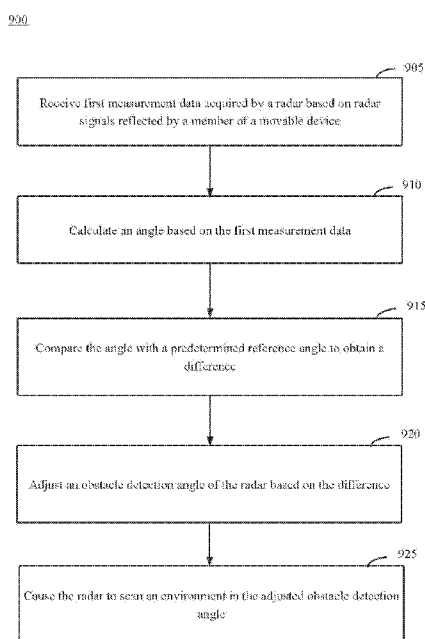 900
905
Receive first measurement data acquired by a radar based on radar
signals reflected by a member of a movable device
910
Calculate an angle based on the first measurement data
915
Compare the angle with a predetermined reference angle to obtain a
difference
920
Adjust an obstacle detection angle of the radar based on the difference
925
Cause the radar to scan an environment in the adjusted obstacle detection
angle